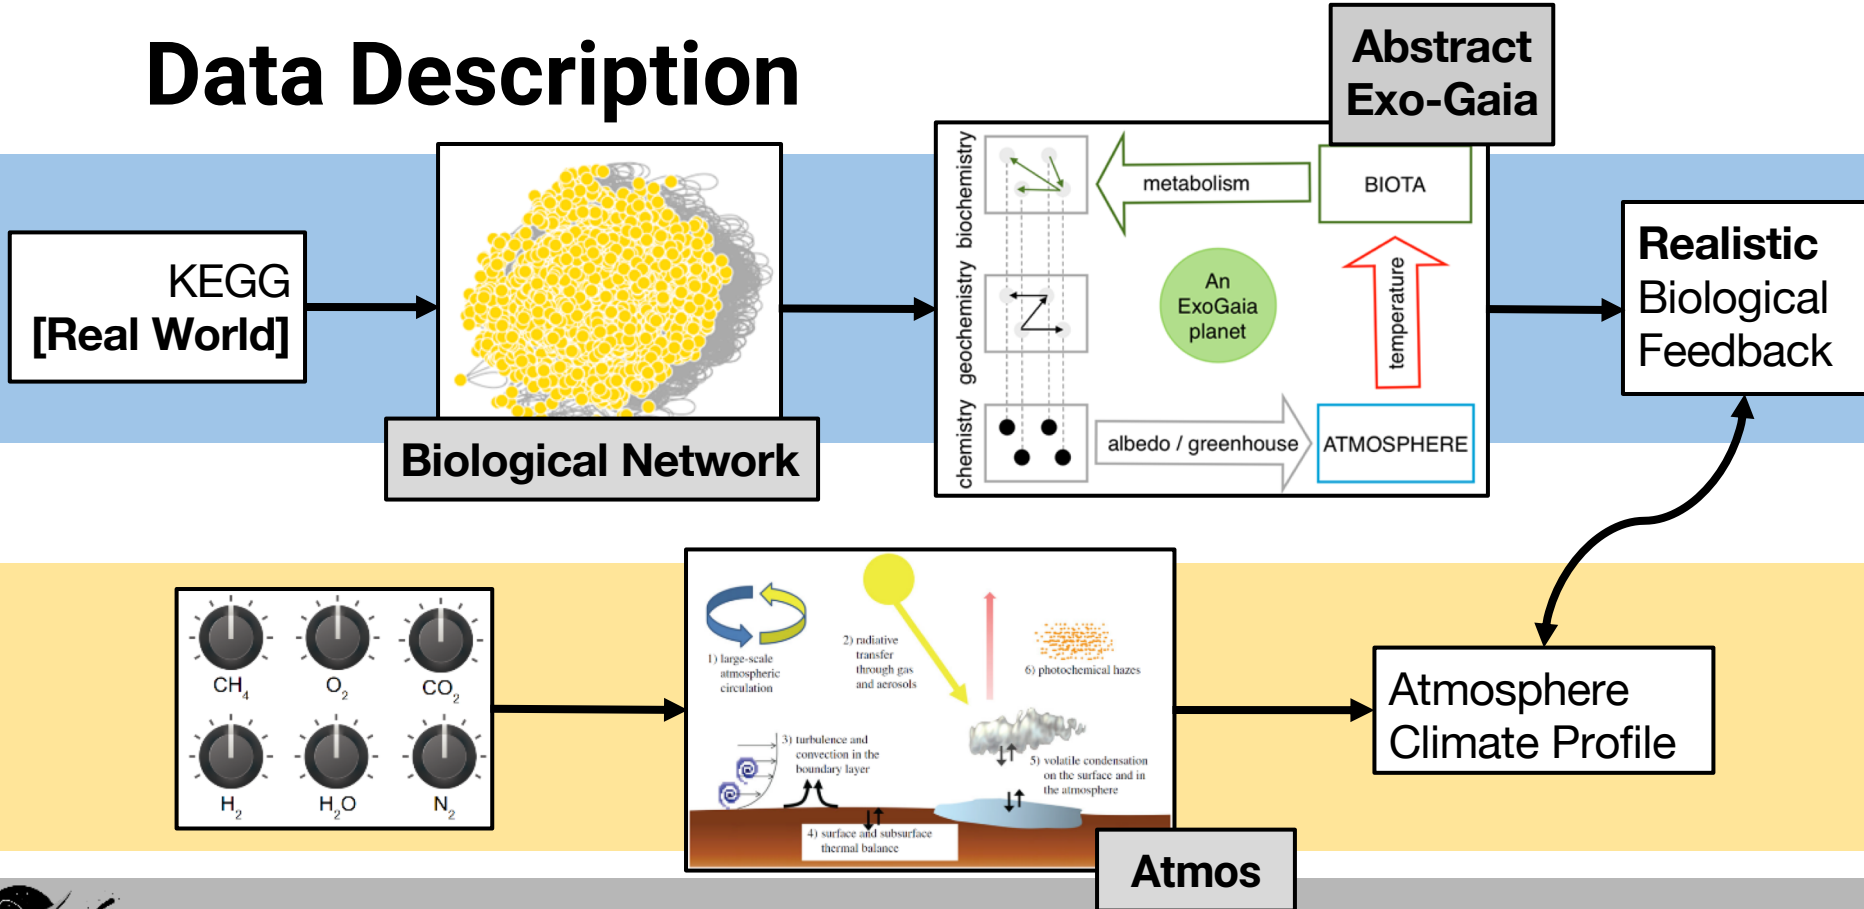 Data Description
Abstract
Exo-Gaia
KEGG
[Real World]
Biological Network
biochemistry
geochemistry
chemistry
metabolism
BIOTA
An
ExoGaia
planet
temperature
albedo / greenhouse
ATMOSPHERE
Realistic
Biological
Feedback
CH4
O2
CO2
H2
H2O
N2
1) large-scale
atmospheric
circulation
2) radiative
transfer
through gas
and aerosols
3) turbulence and
convection in the
boundary layer
4) surface and subsurface
thermal balance
5) volatile condensation
on the surface and in
the atmosphere
6) photochemical hazes
Atmos
Atmosphere
Climate Profile